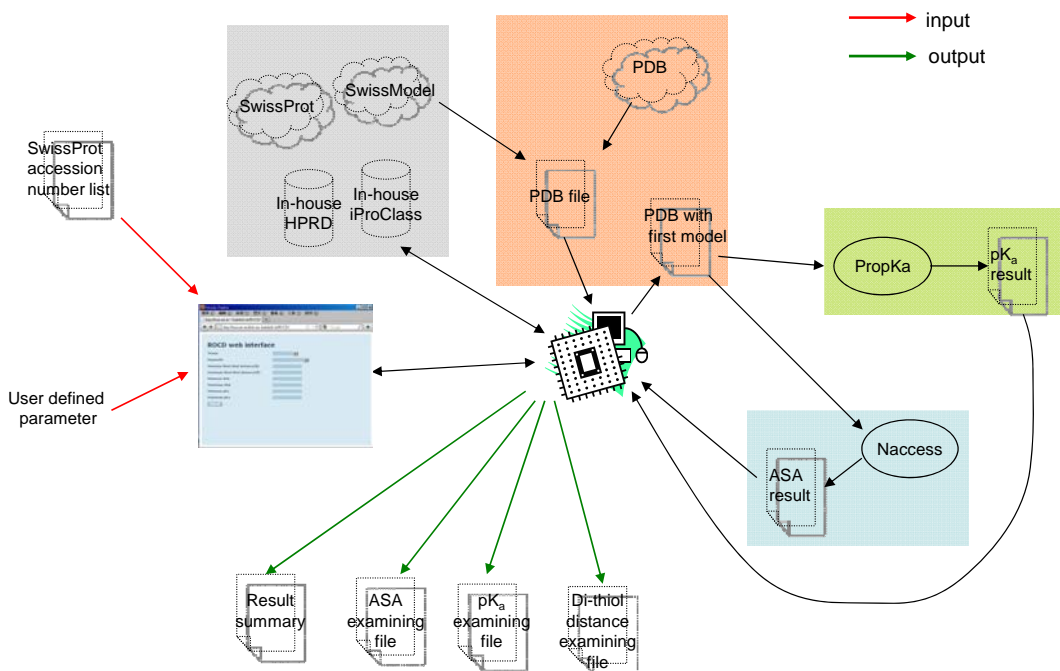 input
output
PDB
SwissModel
SwissProt
SwissProt
accession
number list
In-house
HPRD
In-house
iProClass
PDB file
PDB with
first model
PropKa
pKa
result
BOCD web interface
User defined
parameter
Naccess
ASA
result
Result
summary
ASA
examining
file
pKa
examining
file
Di-thiol
distance
examining
file